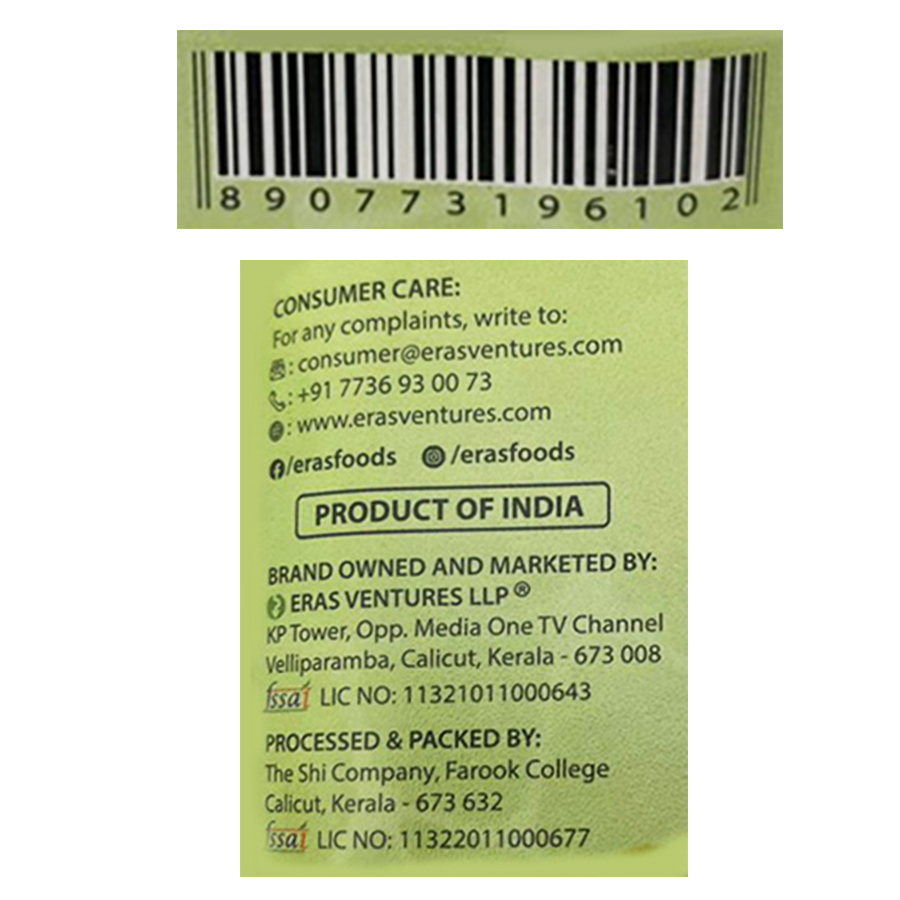 890773196102
CONSUMER CARE:
For any complaints, write to:
: consumer@erasventures.com
: +91 7736 93 00 73
: www.erasventures.com
/erasfoods /erasfoods
PRODUCT OF INDIA
BRAND OWNED AND MARKETED BY:
ERAS VENTURES LLP®
KP Tower, Opp. Media One TV Channel
Velliparamba, Calicut, Kerala - 673 008
fssai LIC NO: 11321011000643
PROCESSED & PACKED BY:
The Shi Company, Farook College
Calicut, Kerala - 673 632
fssai LIC NO: 11322011000677